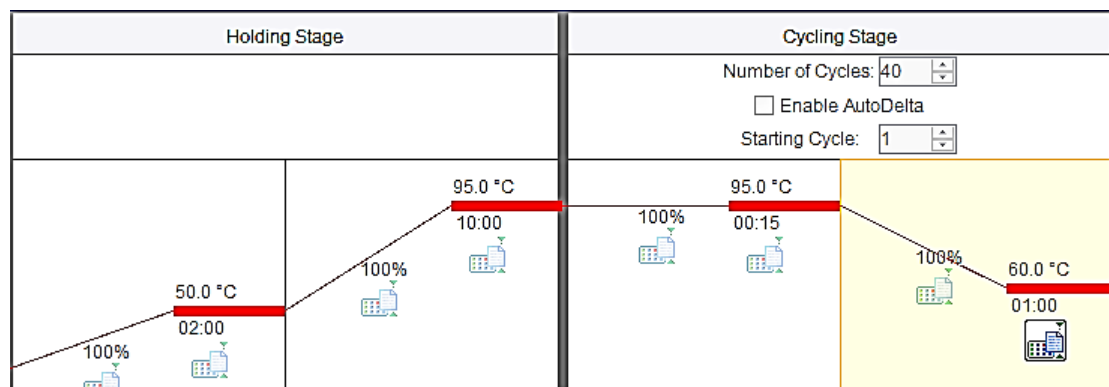 Holding Stage
Cycling Stage
Number of Cycles: 40
Enable AutoDelta
Starting Cycle: 1
100%
50.0 °C
02:00
100%
95.0 °C
10:00
100%
95.0 °C
00:15
100%
60.0 °C
01:00